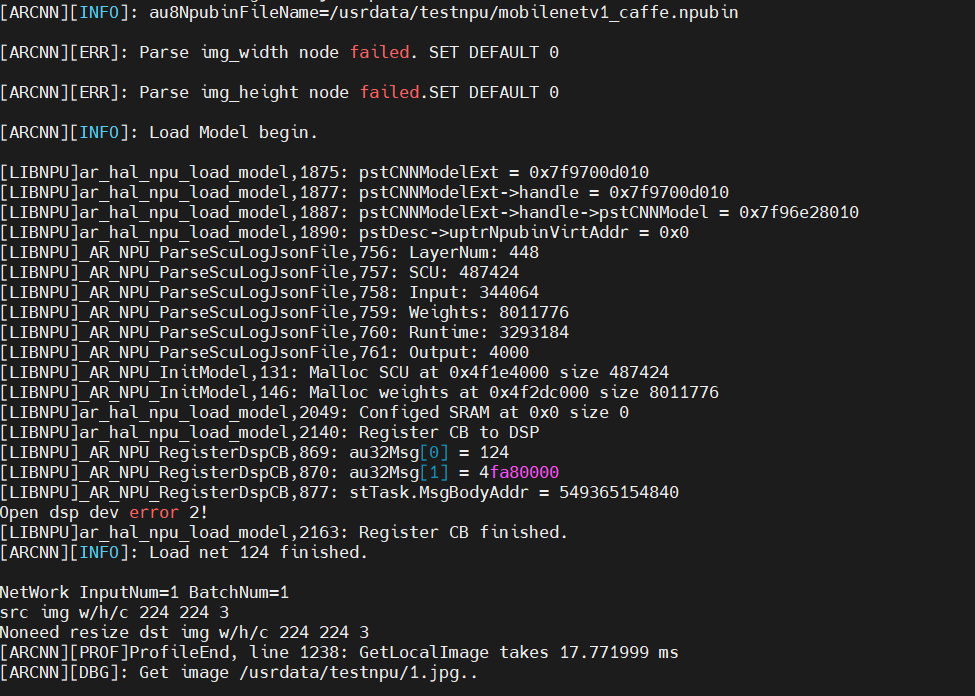 [ARCNN][INFO]: au8NpubinFileName=/usrdata/testnpu/mobilenetv1_caffe.npubin
[ARCNN][ERR]: Parse img_width node failed. SET DEFAULT 0
[ARCNN][ERR]: Parse img_height node failed.SET DEFAULT 0
[ARCNN][INFO]: Load Model begin.
[LIBNPU]ar_hal_npu_load_model,1875: pstCNNModelExt = 0x7f9700d010
[LIBNPU]ar_hal_npu_load_model,1877: pstCNNModelExt->handle = 0x7f9700d010
[LIBNPU]ar_hal_npu_load_model,1887: pstCNNModelExt->handle->pstCNNModel = 0x7f96e28010
[LIBNPU]ar_hal_npu_load_model,1890: pstDesc->uptrNpubinVirtAddr = 0x0
[LIBNPU]_AR_NPU_ParseScuLogJsonFile,756: LayerNum: 448
[LIBNPU]_AR_NPU_ParseScuLogJsonFile,757: SCU: 487424
[LIBNPU]_AR_NPU_ParseScuLogJsonFile,758: Input: 344064
[LIBNPU]_AR_NPU_ParseScuLogJsonFile,759: Weights: 8011776
[LIBNPU]_AR_NPU_ParseScuLogJsonFile,760: Runtime: 3293184
[LIBNPU]_AR_NPU_ParseScuLogJsonFile,761: Output: 4000
[LIBNPU]_AR_NPU_InitModel,131: Malloc SCU at 0x4f1e4000 size 487424
[LIBNPU]_AR_NPU_InitModel,146: Malloc weights at 0x4f2dc000 size 8011776
[LIBNPU]ar_hal_npu_load_model,2049: Configed SRAM at 0x0 size 0
[LIBNPU]ar_hal_npu_load_model,2140: Register CB to DSP
[LIBNPU]_AR_NPU_RegisterDspCB,869: au32Msg[0] = 124
[LIBNPU]_AR_NPU_RegisterDspCB,870: au32Msg[1] = 4fa80000
[LIBNPU]_AR_NPU_RegisterDspCB,877: stTask.MsgBodyAddr = 549365154840
Open dsp dev error 2!
[LIBNPU]ar_hal_npu_load_model,2163: Register CB finished.
[ARCNN][INFO]: Load net 124 finished.
NetWork InputNum=1 BatchNum=1
src img w/h/c 224 224 3
Noneed resize dst img w/h/c 224 224 3
[ARCNN][PROF]ProfileEnd, line 1238: GetLocalImage takes 17.771999 ms
[ARCNN][DBG]: Get image /usrdata/testnpu/1.jpg..